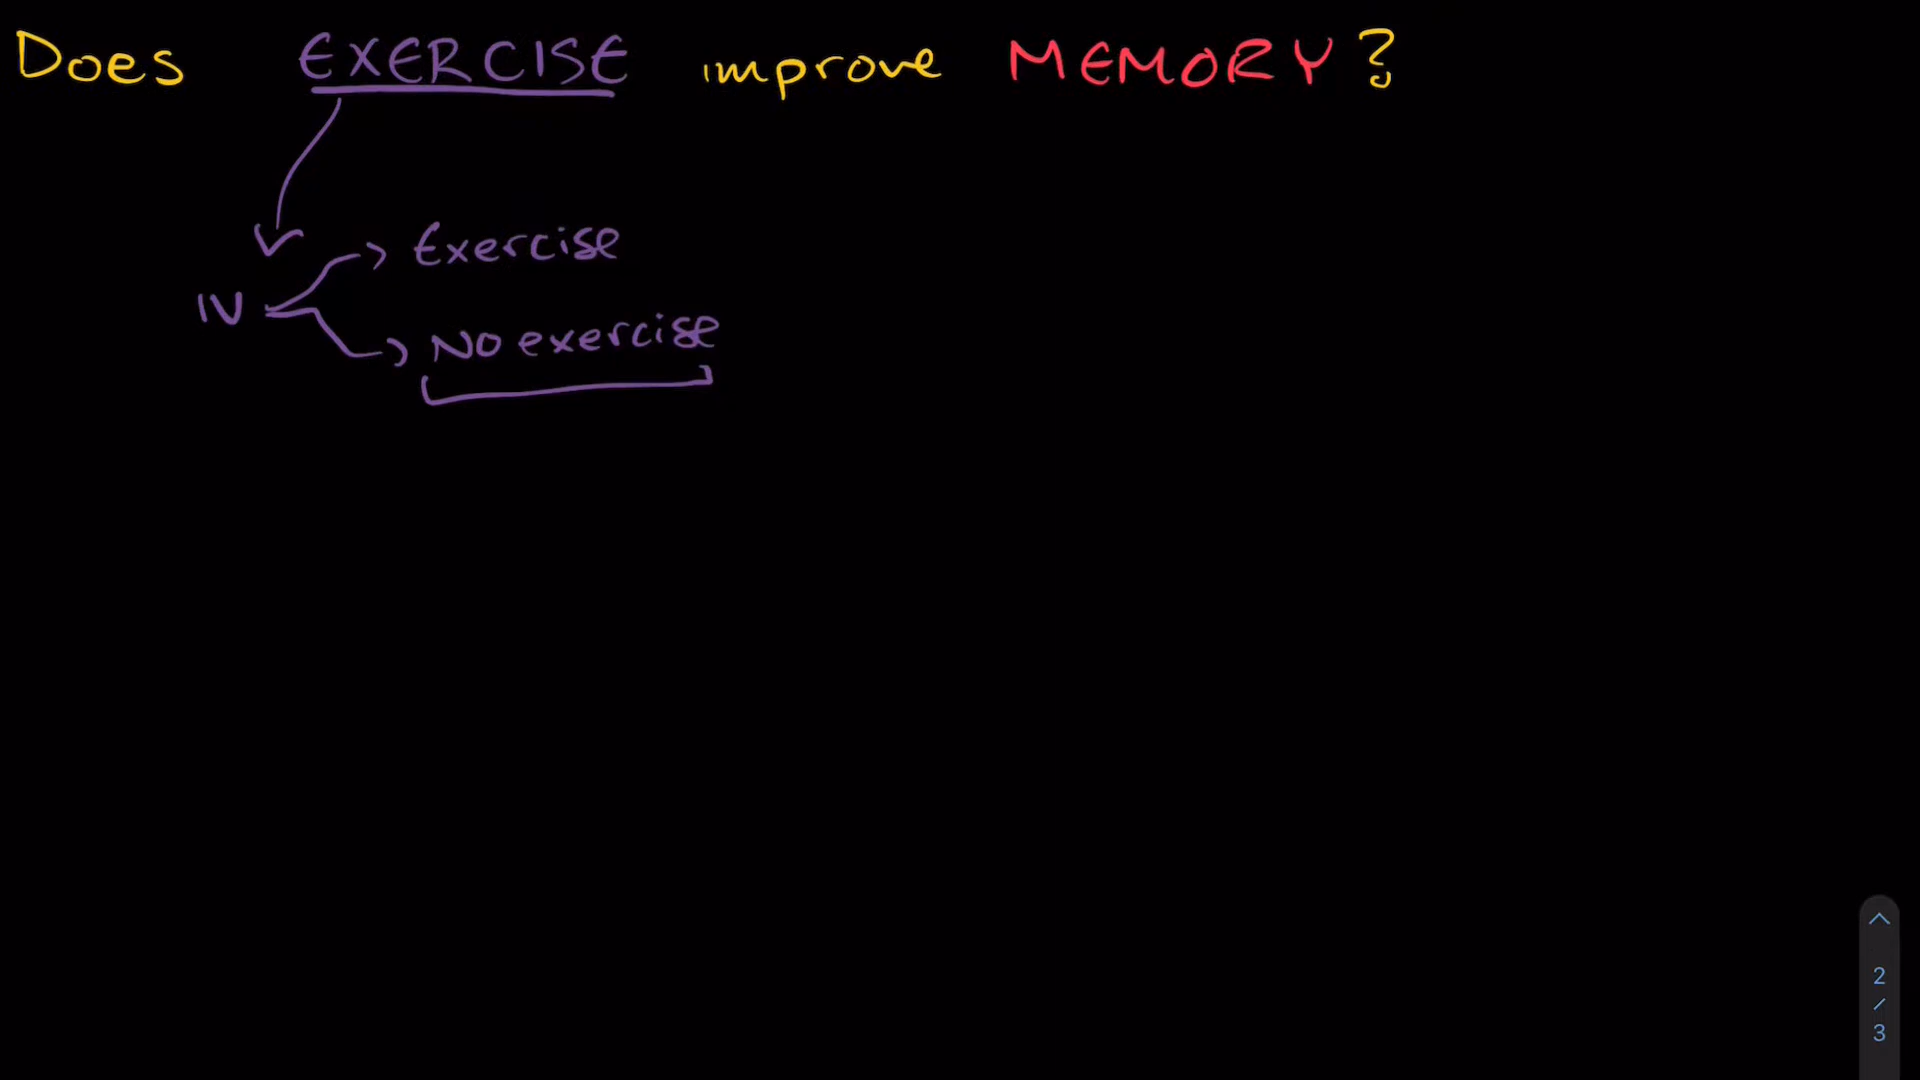 Does EXERCISE improve MEMORY?
Exercise
IV
No exercise
2
/
3